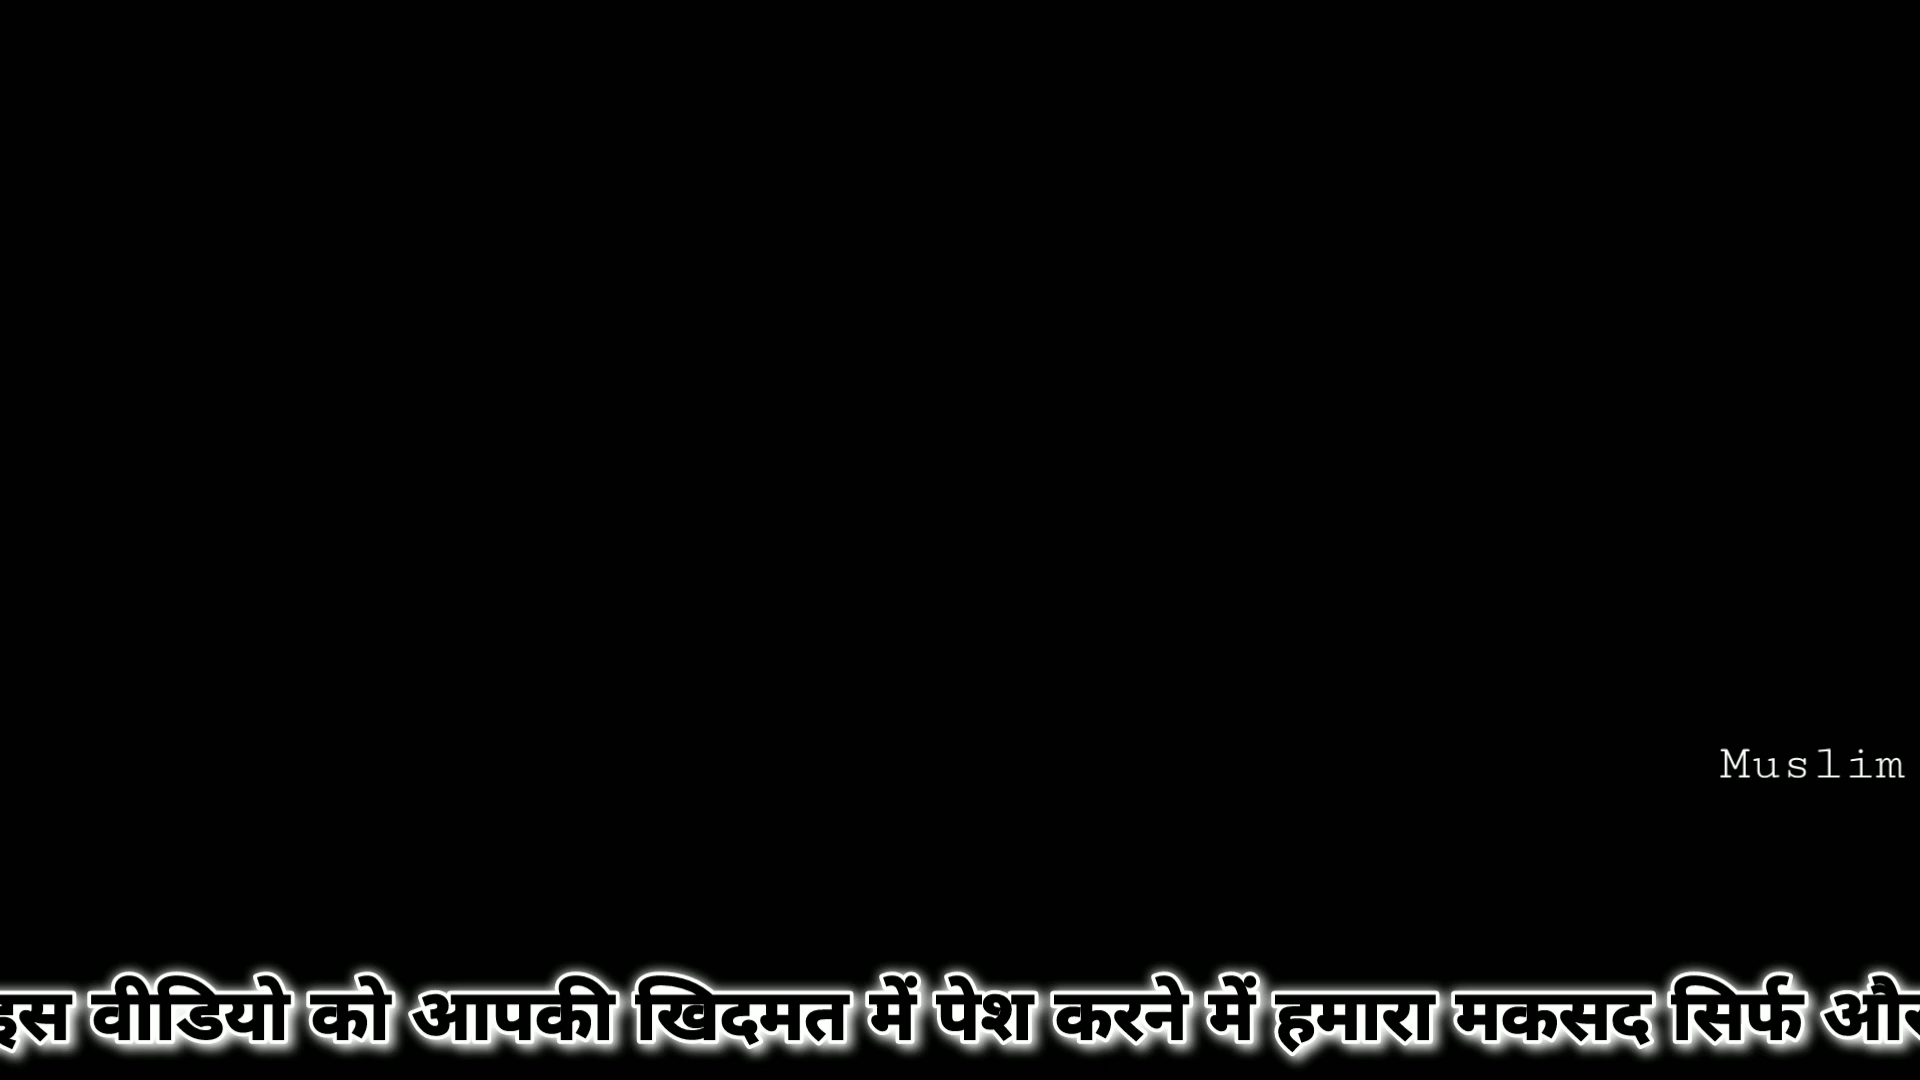 Muslim
इस वीडियो को आपकी खिदमत में पेश करने में हमारा मकसद सिर्फ और